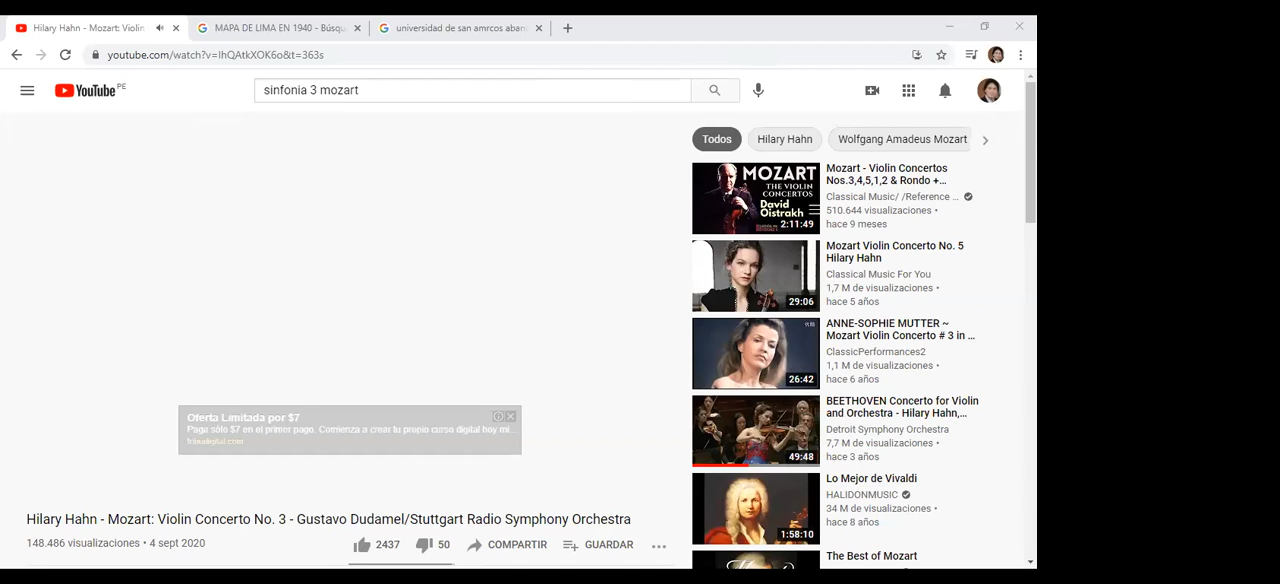 Hilary Hahn - Mozart: Violin
MAPA DE LIMA EN 1940 - Búsqu
universidad de san amrcos aban
youtube.com/watch?v=IhQAtkXOK6o&t=363s
YouTube PE
sinfonia 3 mozart
Todos
Hilary Hahn
Wolfgang Amadeus Mozart
MOZART
THE VIOLIN
CONCERTOS
David
Oistrakh
2:11:49
Mozart - Violin Concertos
Nos.3,4,5,1,2 & Rondo +…
Classical Music/ /Reference ...
510.644 visualizaciones •
hace 9 meses
29:06
Mozart Violin Concerto No. 5
Hilary Hahn
Classical Music For You
1,7 M de visualizaciones •
hace 5 años
26:42
ANNE-SOPHIE MUTTER ~
Mozart Violin Concerto # 3 in …
ClassicPerformances2
1,1 M de visualizaciones •
hace 6 años
49:48
BEETHOVEN Concerto for Violin
and Orchestra - Hilary Hahn,…
Detroit Symphony Orchestra
7,7 M de visualizaciones •
hace 3 años
1:58:10
Lo Mejor de Vivaldi
HALIDONMUSIC
34 M de visualizaciones •
hace 8 años
The Best of Mozart
Oferta Limitada por $7
Paga sólo $7 en el primer pago. Comienza a crear tu propio curso digital hoy mi...
Hilary Hahn - Mozart: Violin Concerto No. 3 - Gustavo Dudamel/Stuttgart Radio Symphony Orchestra
148.486 visualizaciones • 4 sept 2020
2437
50
COMPARTIR
GUARDAR